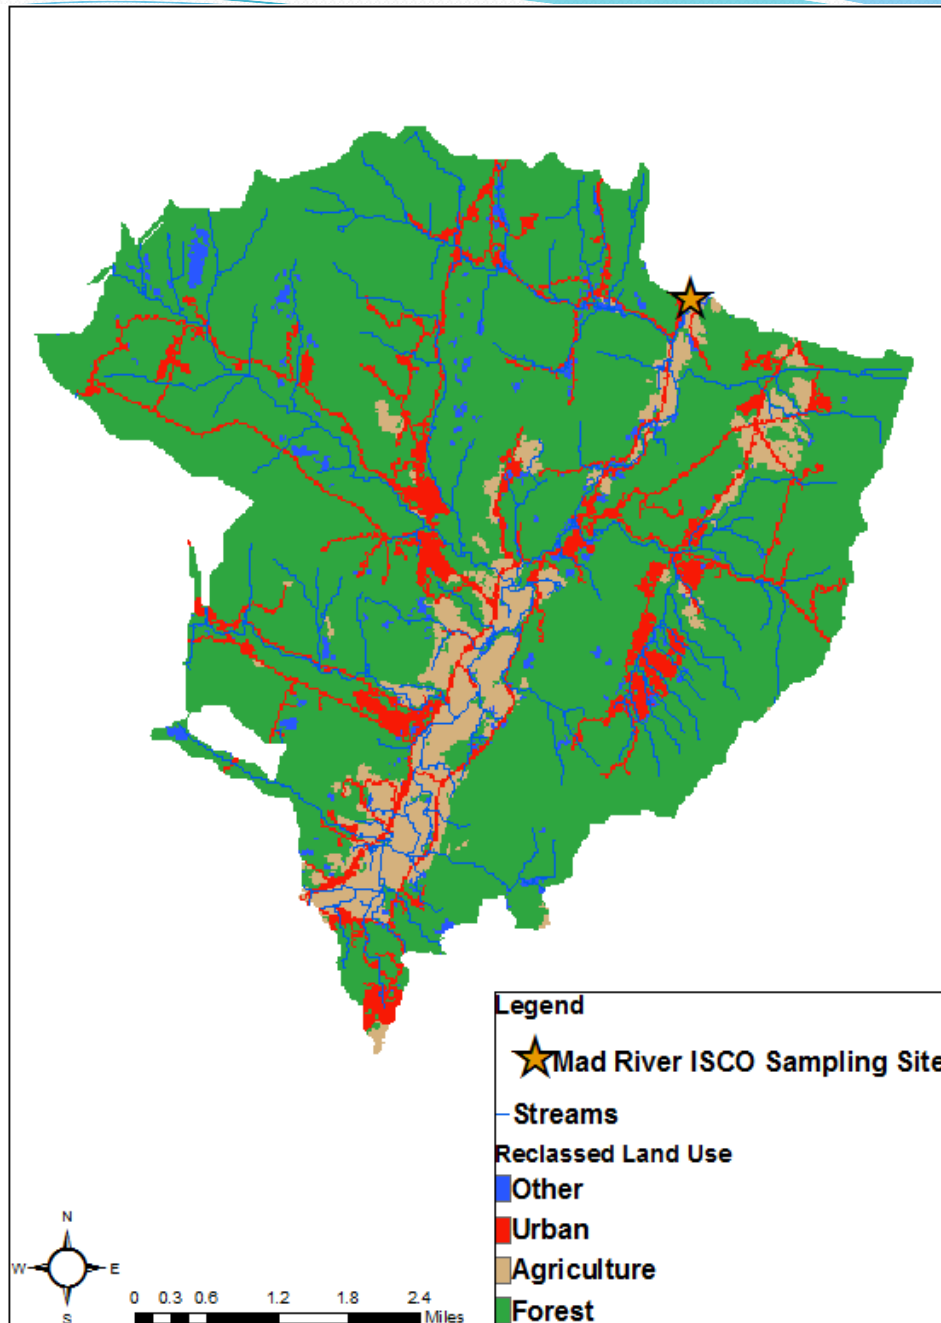 Legend
Mad River ISCO Sampling Site
Streams
Reclassed Land Use
Other
Urban
Agriculture
Forest
N
W E
S
0 0.3 0.6 1.2 1.8 2.4
Miles